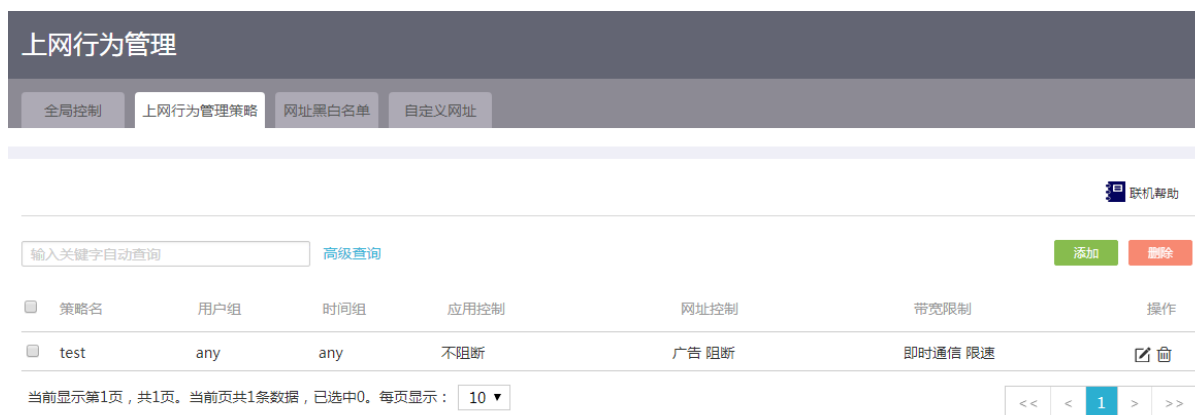 上网行为管理
全局控制 上网行为管理策略 网址黑白名单 自定义网址
联机帮助
输入关键字自动查询 高级查询 添加 删除
策略名 用户组 时间组 应用控制 网址控制 带宽限制 操作
test any any 不阻断 广告 阻断 即时通信 限速
当前显示第1页，共1页。当前页共1条数据，已选中0。每页显示： 10 ▼
<< < 1 > >>